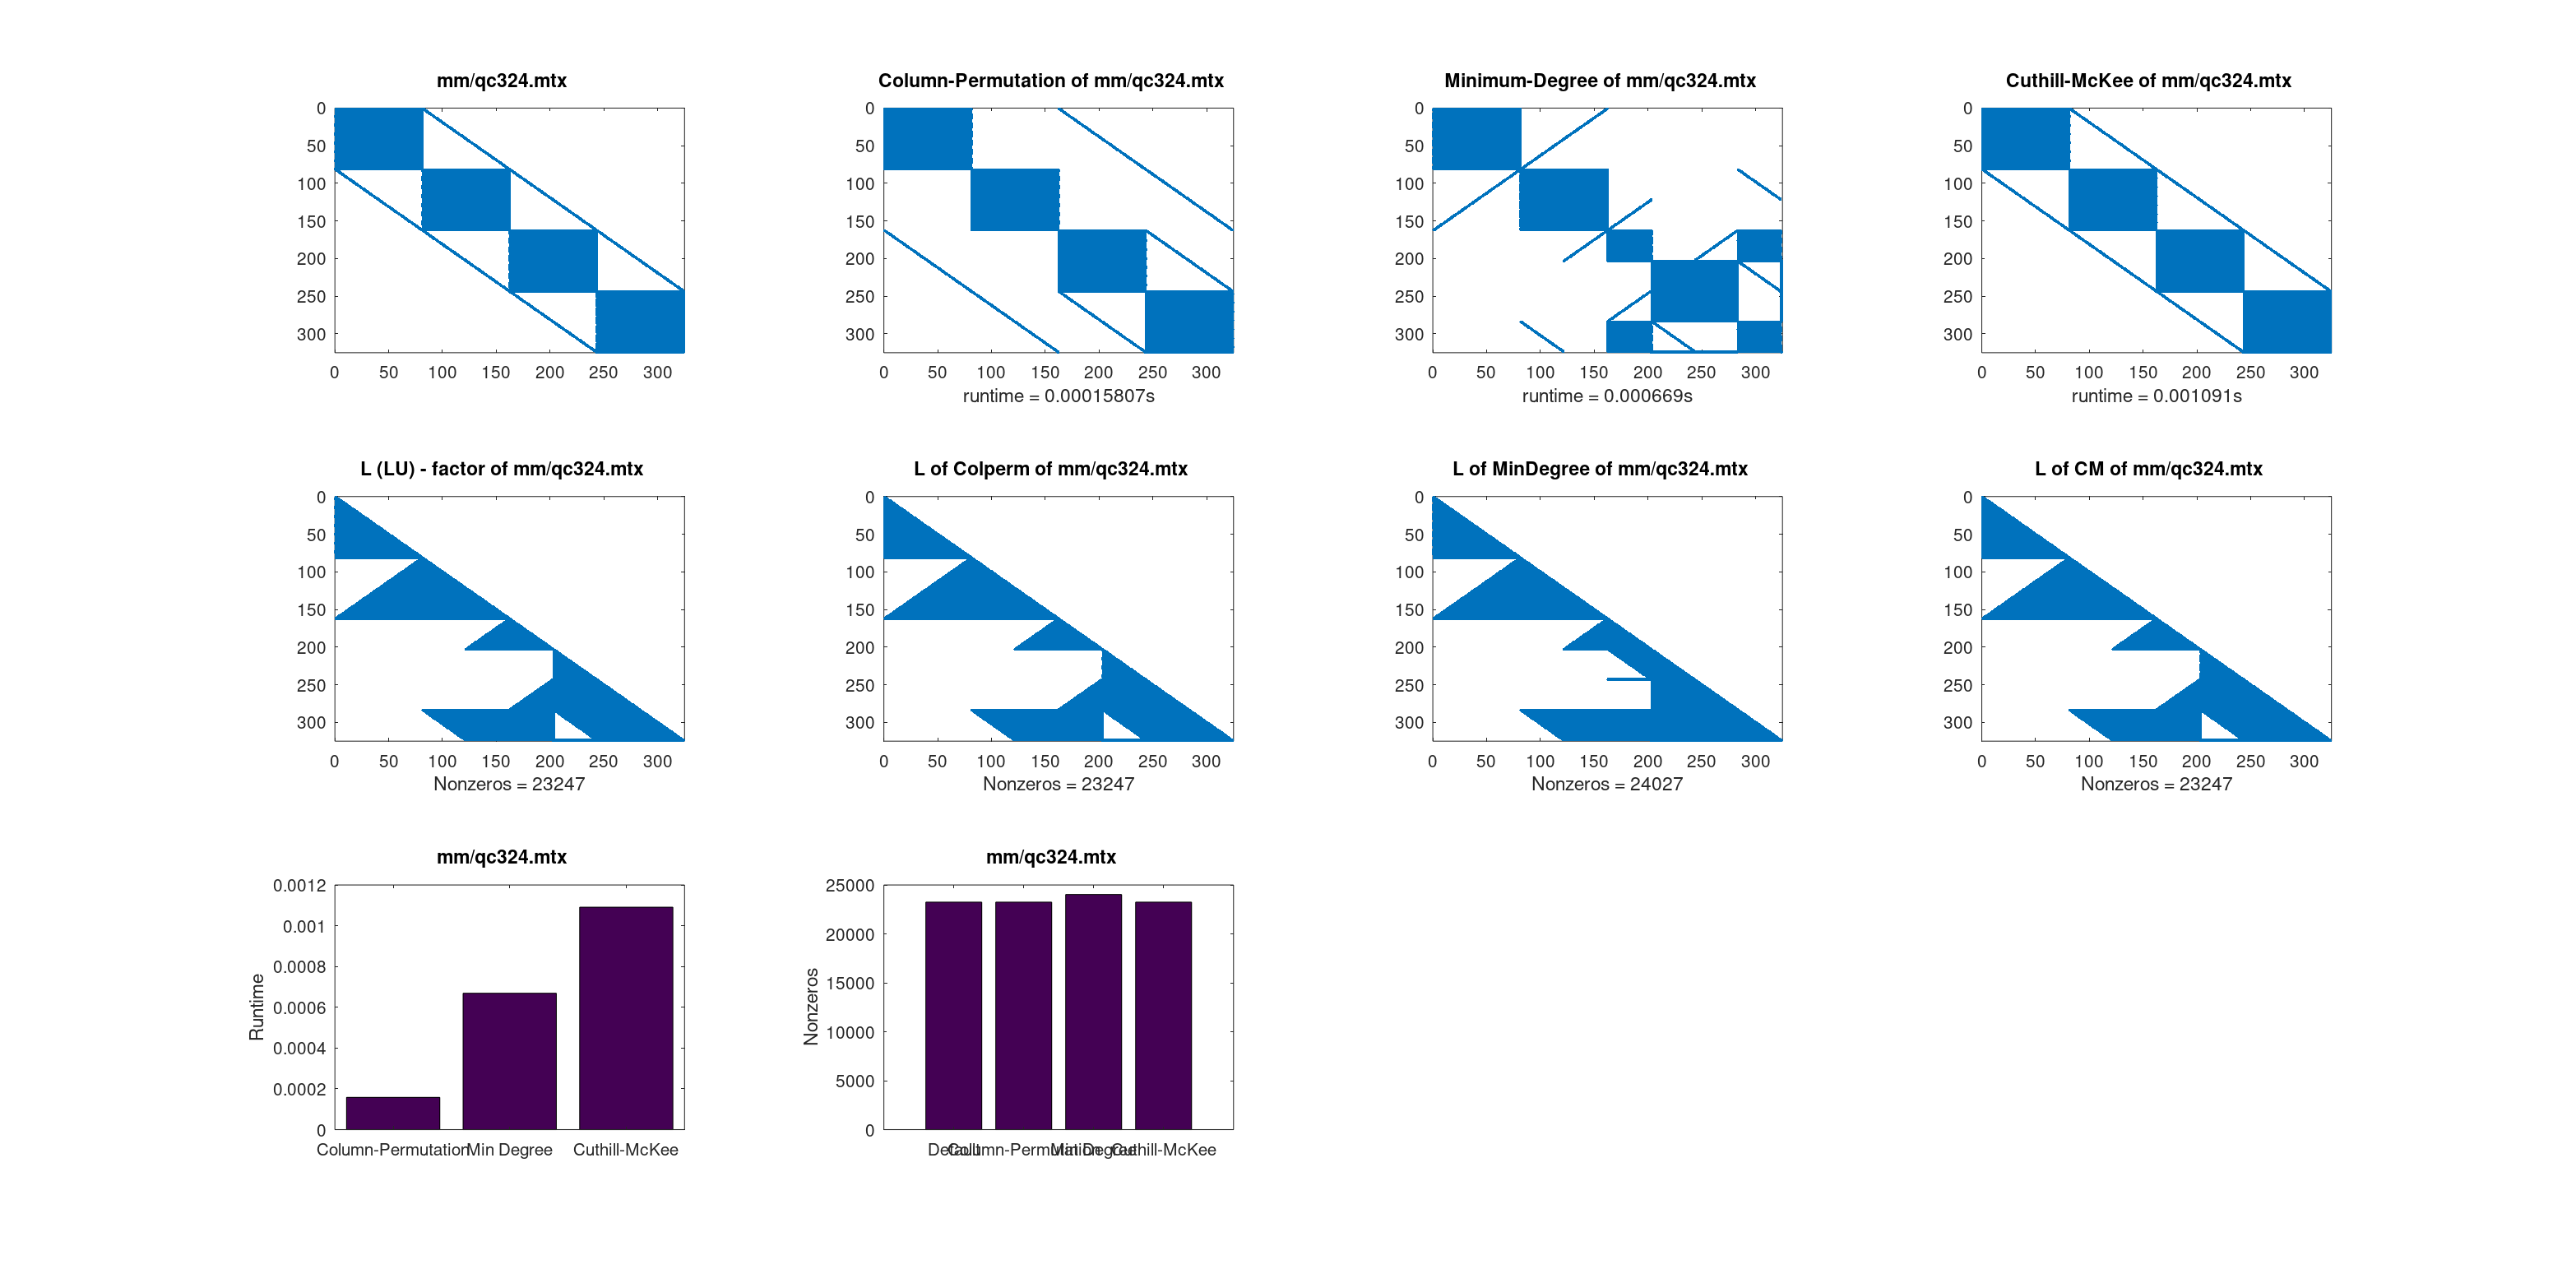 mm/qc324.mtx
0
50
100
150
200
250
300
0 50 100 150 200 250 300
Column-Permutation of mm/qc324.mtx
0
50
100
150
200
250
300
0 50 100 150 200 250 300
runtime = 0.00015807s
Minimum-Degree of mm/qc324.mtx
0
50
100
150
200
250
300
0 50 100 150 200 250 300
runtime = 0.000669s
Cuthill-McKee of mm/qc324.mtx
0
50
100
150
200
250
300
0 50 100 150 200 250 300
runtime = 0.001091s
L (LU) - factor of mm/qc324.mtx
0
50
100
150
200
250
300
0 50 100 150 200 250 300
Nonzeros = 23247
L of Colperm of mm/qc324.mtx
0
50
100
150
200
250
300
0 50 100 150 200 250 300
Nonzeros = 23247
L of MinDegree of mm/qc324.mtx
0
50
100
150
200
250
300
0 50 100 150 200 250 300
Nonzeros = 24027
L of CM of mm/qc324.mtx
0
50
100
150
200
250
300
0 50 100 150 200 250 300
Nonzeros = 23247
mm/qc324.mtx
Runtime
0.0012
0.001
0.0008
0.0006
0.0004
0.0002
0
Column-Permutation Min Degree Cuthill-McKee
mm/qc324.mtx
Nonzeros
25000
20000
15000
10000
5000
0
Default Column-Permutation Min Degree Cuthill-McKee